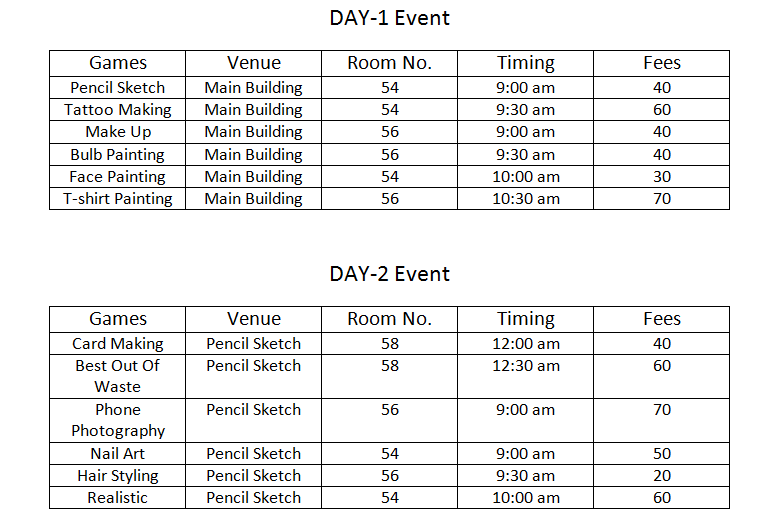 DAY-1 Event
Games Venue Room No. Timing Fees
Pencil Sketch Main Building 54 9:00 am 40
Tattoo Making Main Building 54 9:30 am 60
Make Up Main Building 56 9:00 am 40
Bulb Painting Main Building 56 9:30 am 40
Face Painting Main Building 54 10:00 am 30
T-shirt Painting Main Building 56 10:30 am 70
DAY-2 Event
Games Venue Room No. Timing Fees
Card Making Pencil Sketch 58 12:00 am 40
Best Out Of Pencil Sketch 58 12:30 am 60
Waste
Phone Pencil Sketch 56 9:00 am 70
Photography
Nail Art Pencil Sketch 54 9:00 am 50
Hair Styling Pencil Sketch 56 9:30 am 20
Realistic Pencil Sketch 54 10:00 am 60